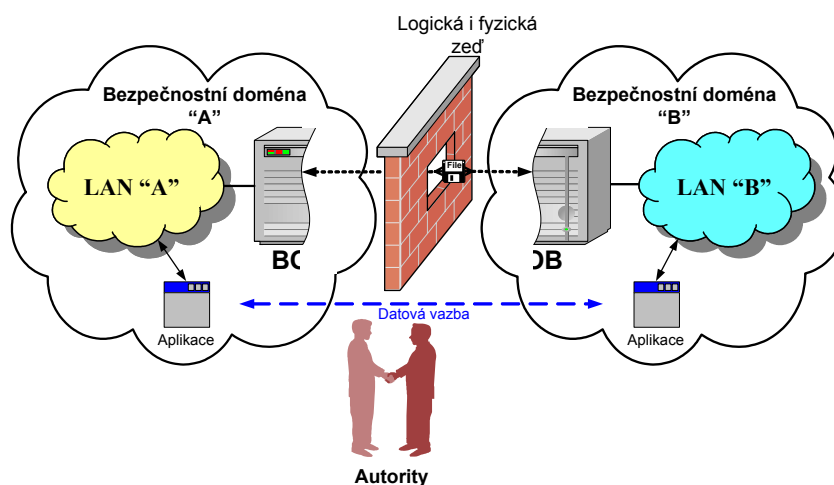 Logická i fyzická
zeď
Bezpečnostní doména
“A”
Bezpečnostní doména
“B”
LAN “A”
File
LAN “B”
Datová vazba
Aplikace
Aplikace
Autority